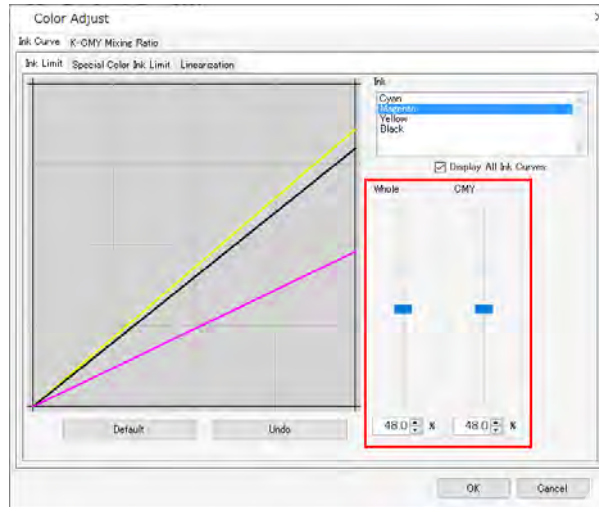 Color Adjust
Ink Curve K-CMY Mixing Ratio
Ink Limit Special Color Ink Limit Linearization
Ink
Cyan
Magenta
Yellow
Black
Display All Ink Curves
Whole CMY
48.0 % 48.0 %
Default Undo
OK Cancel